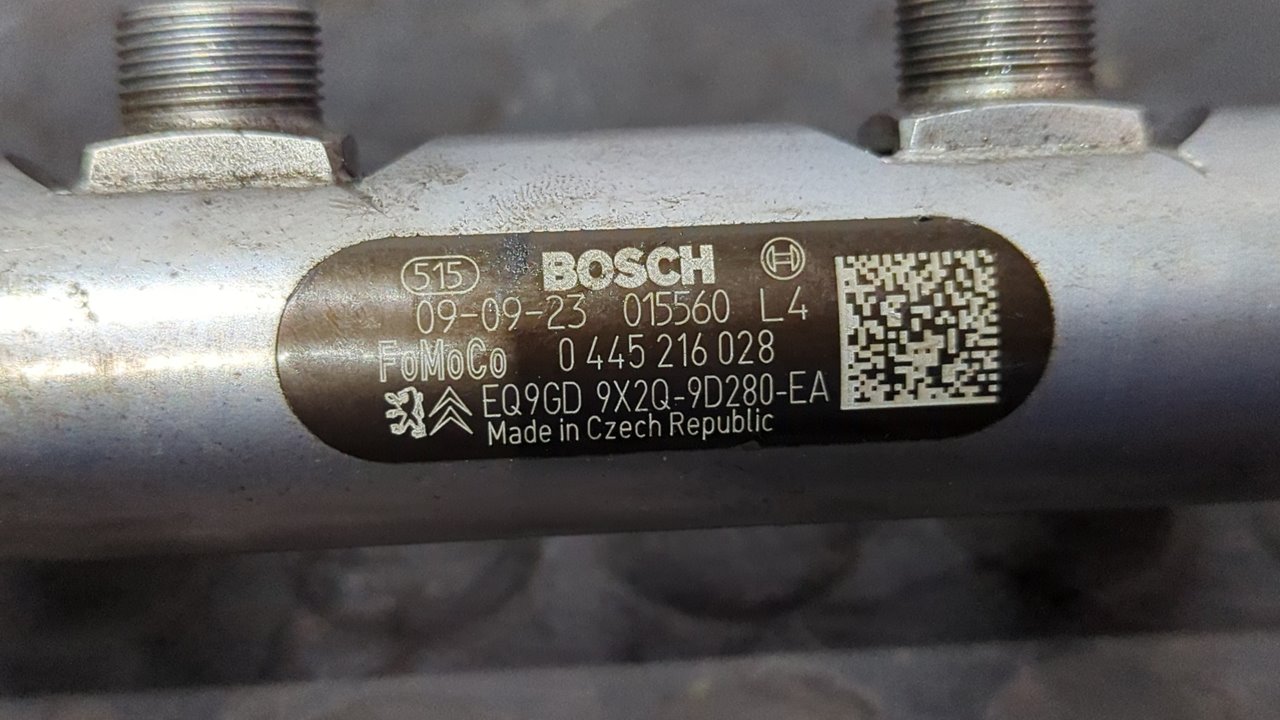 515 BOSCH
09-09-23 015560 L4
FoMoCo 0 445 216 028
EQ9GD 9X2Q-9D280-EA
Made in Czech Republic